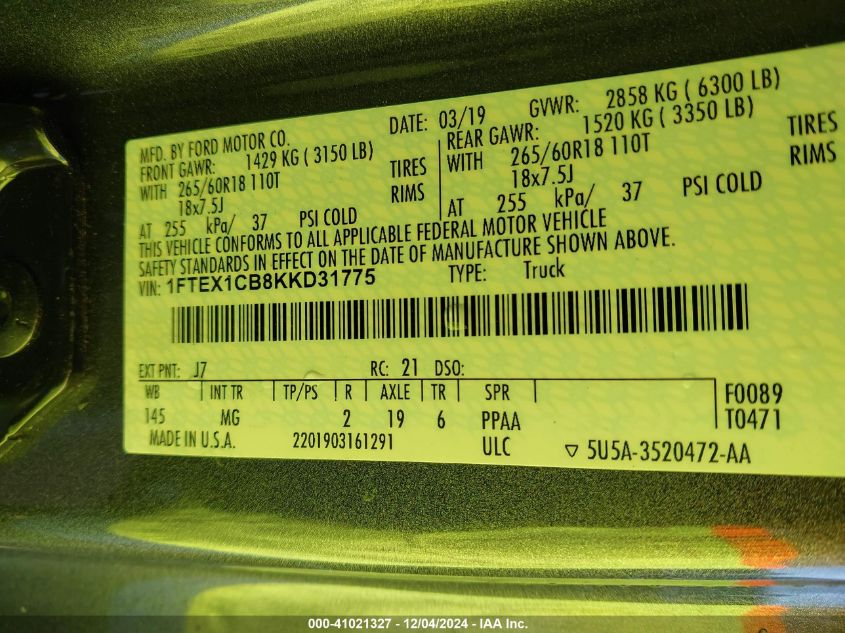 MFD. BY FORD MOTOR CO.
DATE: 03/19 GVWR: 2858 KG ( 6300 LB)
FRONT GAWR: 1429 KG ( 3150 LB) REAR GAWR: 1520 KG ( 3350 LB)
WITH 265/60R18 110T TIRES WITH 265/60R18 110T TIRES
18x7.5J RIMS 18x7.5J RIMS
AT 255 kPa/ 37 PSI COLD AT 255 kPa/ 37 PSI COLD
THIS VEHICLE CONFORMS TO ALL APPLICABLE FEDERAL MOTOR VEHICLE
SAFETY STANDARDS IN EFFECT ON THE DATE OF MANUFACTURE SHOWN ABOVE.
VIN: 1FTEX1CB8KKD31775 TYPE: Truck
EXT PNT: J7 RC: 21 DSO:
WB INT TR TP/PS R AXLE TR SPR F0089
145 MG 2 19 6 PPAA T0471
MADE IN U.S.A. 2201903161291 ULC ▽ 5U5A-3520472-AA
000-41021327 - 12/04/2024 - IAA Inc.